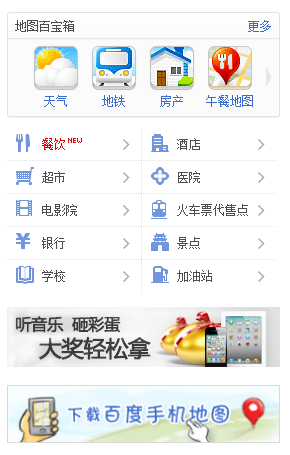 地图百宝箱 更多
天气 地铁 房产 午餐地图
餐饮 NEW 酒店
超市 医院
电影院 火车票代售点
银行 景点
学校 加油站
听音乐 砸彩蛋
大奖轻松拿
下载百度手机地图